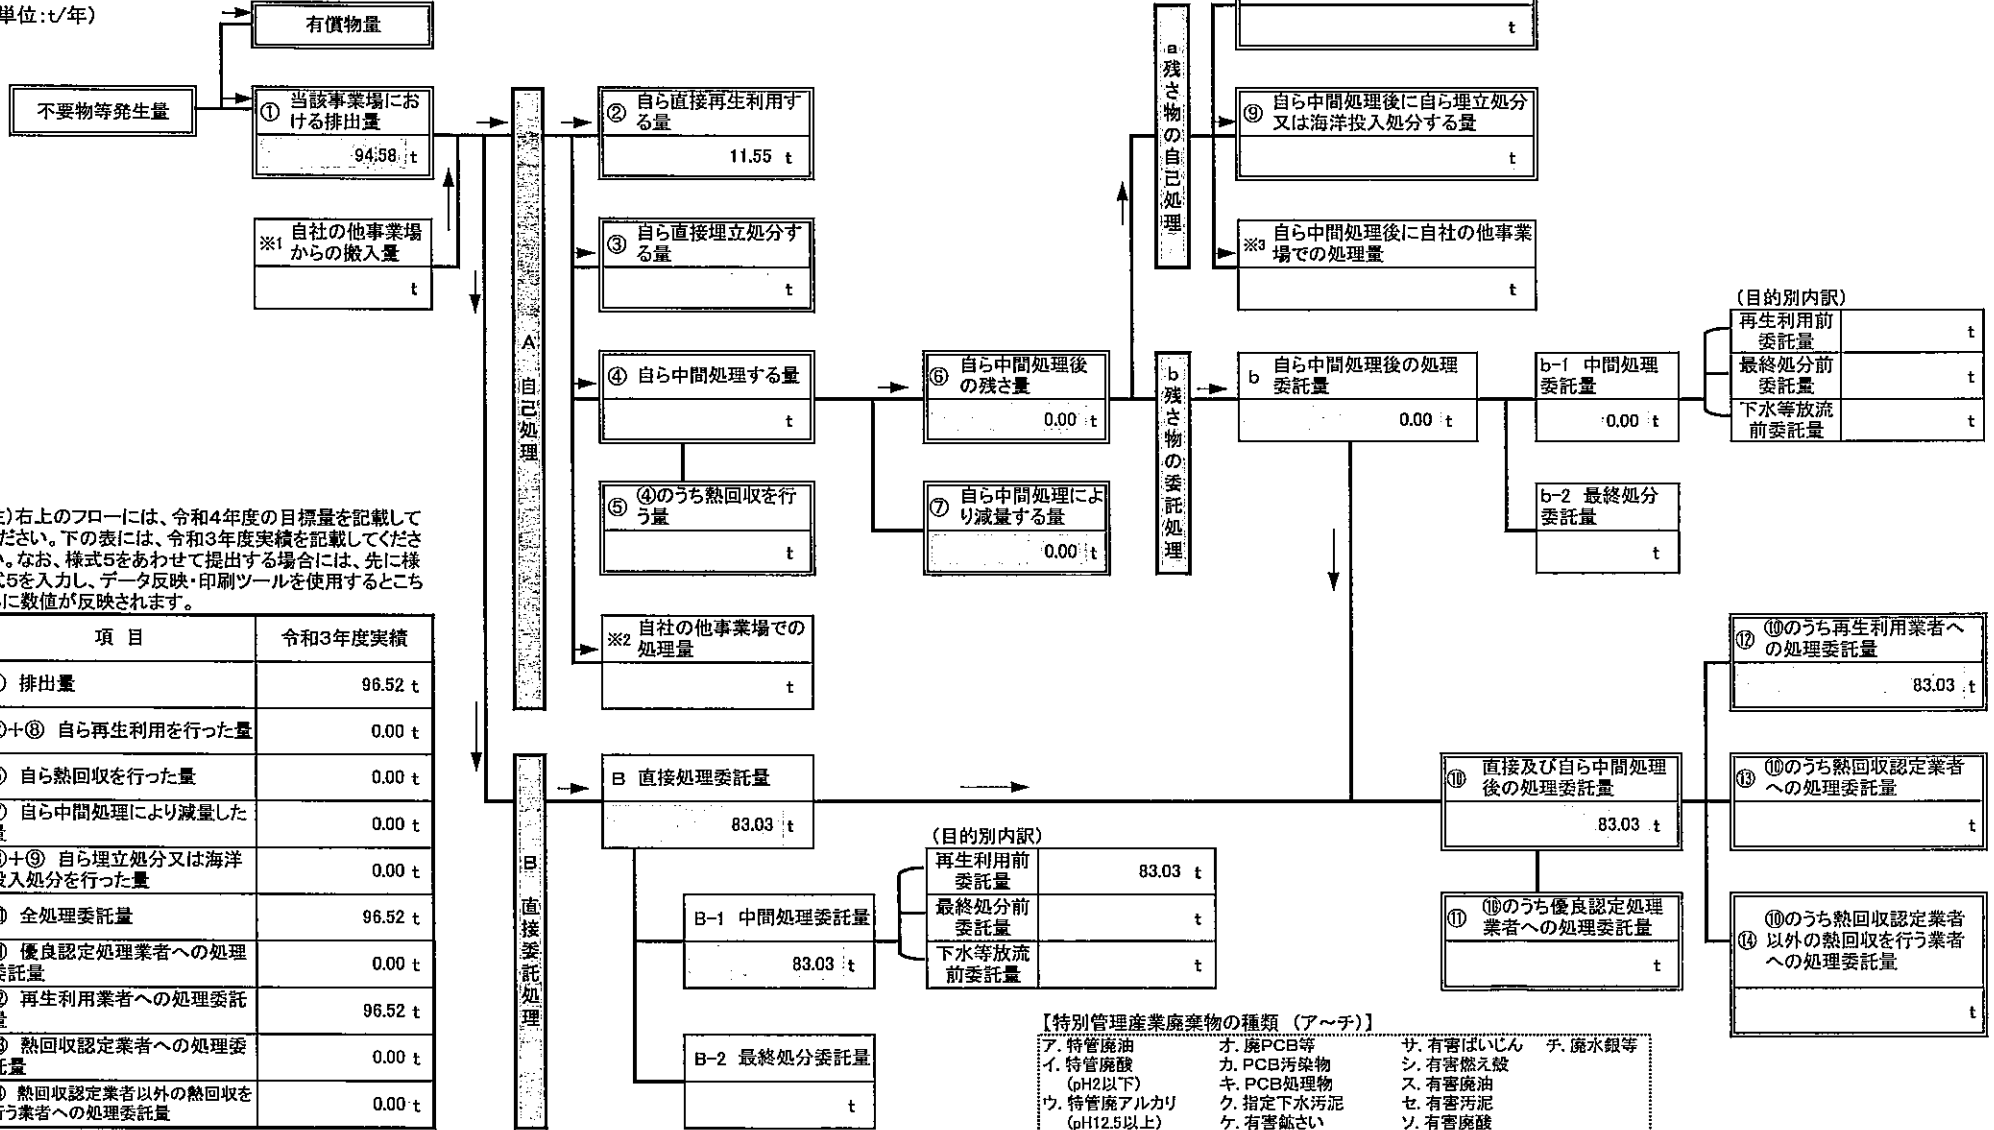 単位:t/年)
有償物量
不要物等発生量
① 当該事業場にお
ける排出量
94.58 t
※1 自社の他事業場
からの搬入量
t
A 自己処理
② 自ら直接再生利用す
る量
11.55 t
③ 自ら直接埋立処分す
る量
t
④ 自ら中間処理する量
t
⑤ ④のうち熱回収を行
う量
t
※2 自社の他事業場での
処理量
t
⑥ 自ら中間処理後
の残さ量
0.00 t
⑦ 自ら中間処理によ
り減量する量
0.00 t
a 残さ物の自己処理
t
⑨ 自ら中間処理後に自ら埋立処分
又は海洋投入処分する量
t
※3 自ら中間処理後に自社の他事業
場での処理量
t
b 残さ物の委託処理
b 自ら中間処理後の処理
委託量
0.00 t
b-1 中間処理
委託量
0.00 t
b-2 最終処分
委託量
t
(目的別内訳)
再生利用前
委託量
t
最終処分前
委託量
t
下水等放流
前委託量
t
)右上のフローには、令和4年度の目標量を記載して
ださい。下の表には、令和3年度実績を記載してくださ
。なお、様式5をあわせて提出する場合には、先に様
5を入力し、データ反映・印刷ツールを使用するとこち
に数値が反映されます。
項 目 令和3年度実績
) 排出量 96.52 t
)+⑧ 自ら再生利用を行った量 0.00 t
) 自ら熱回収を行った量 0.00 t
) 自ら中間処理により減量した
量 0.00 t
)+⑨ 自ら埋立処分又は海洋
投入処分を行った量 0.00 t
) 全処理委託量 96.52 t
) 優良認定処理業者への処理
委託量 0.00 t
) 再生利用業者への処理委託
量 96.52 t
) 熱回収認定業者への処理委
託量 0.00 t
) 熱回収認定業者以外の熱回収を
行う業者への処理委託量 0.00 t
B 直接委託処理
B 直接処理委託量
83.03 t
B-1 中間処理委託量
83.03 t
B-2 最終処分委託量
t
(目的別内訳)
再生利用前
委託量
83.03 t
最終処分前
委託量
t
下水等放流
前委託量
t
⑩ 直接及び自ら中間処理
後の処理委託量
83.03 t
⑪ ⑩のうち優良認定処理
業者への処理委託量
t
⑫ ⑩のうち再生利用業者へ
の処理委託量
83.03 t
⑬ ⑩のうち熱回収認定業者
への処理委託量
t
⑭ ⑩のうち熱回収認定業者
以外の熱回収を行う業者
への処理委託量
t
【特別管理産業廃棄物の種類 (ア~チ)】
ア. 特管廃油 オ. 廃PCB等 サ. 有害ばいじん チ. 廃水銀等
イ. 特管廃酸 カ. PCB汚染物 シ. 有害燃え殻
(pH2以下) キ. PCB処理物 ス. 有害廃油
ウ. 特管廃アルカリ ク. 指定下水汚泥 セ. 有害汚泥
(pH12.5以上) ケ. 有害鉱さい ソ. 有害廃酸